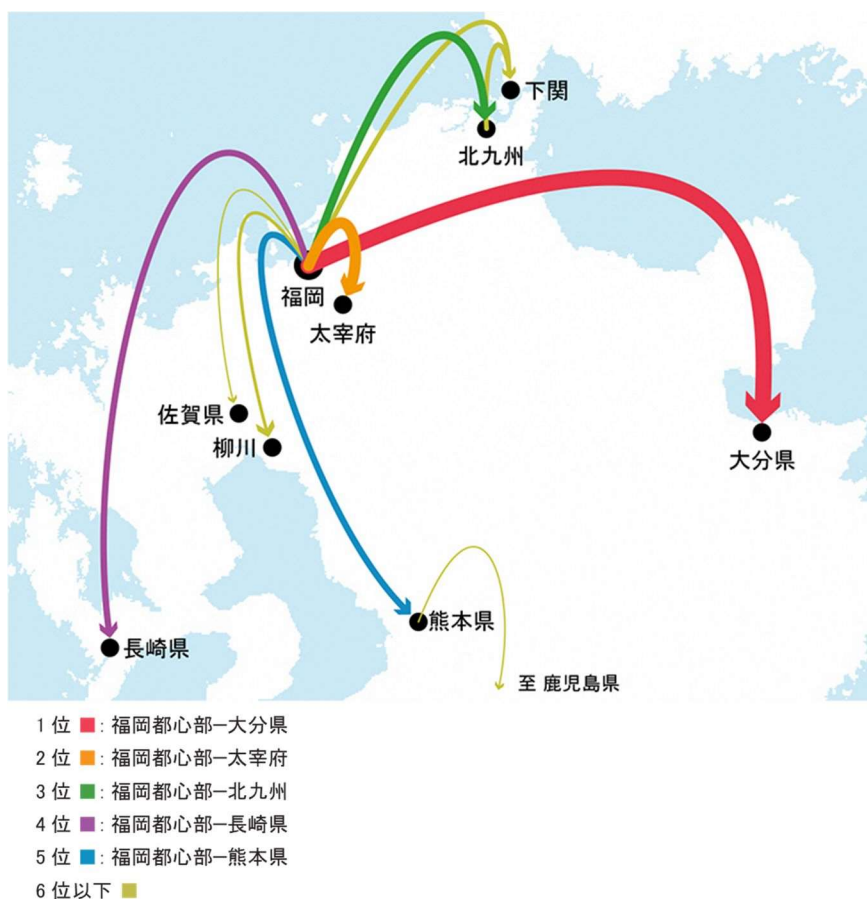 下関
北九州
福岡
太宰府
佐賀県
柳川
大分県
熊本県
長崎県
至 鹿児島県
1 位 ■: 福岡都心部ー大分県
2 位 ■: 福岡都心部ー太宰府
3 位 ■: 福岡都心部ー北九州
4 位 ■: 福岡都心部ー長崎県
5 位 ■: 福岡都心部ー熊本県
6 位以下 ■